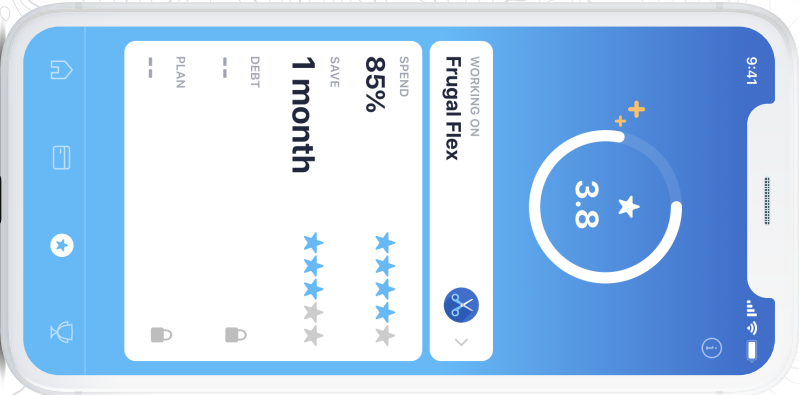 9:41
3.8
WORKING ON
Frugal Flex
SPEND
85%
SAVE
1 month
DEBT
--
PLAN
--